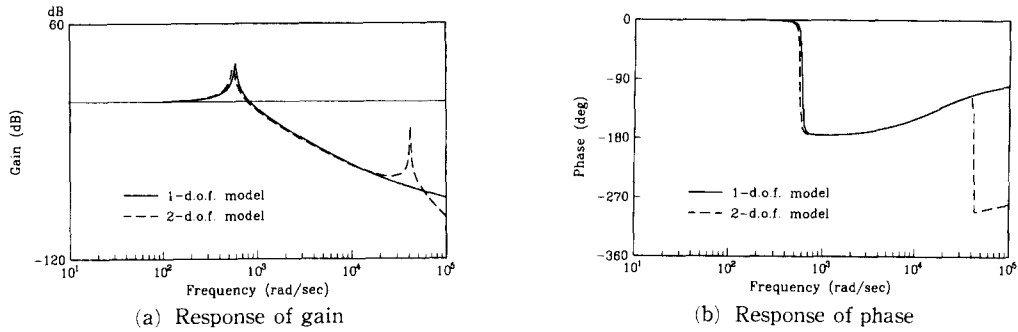 dB
60
Gain (dB)
1-d.o.f. model
2-d.o.f. model
-120
10¹ 10² 10³ 10⁴ 10⁵
Frequency (rad/sec)
(a) Response of gain
0
-90
-180
-270
-360
Phase (deg)
1-d.o.f. model
2-d.o.f. model
10¹ 10² 10³ 10⁴ 10⁵
Frequency (rad/sec)
(b) Response of phase